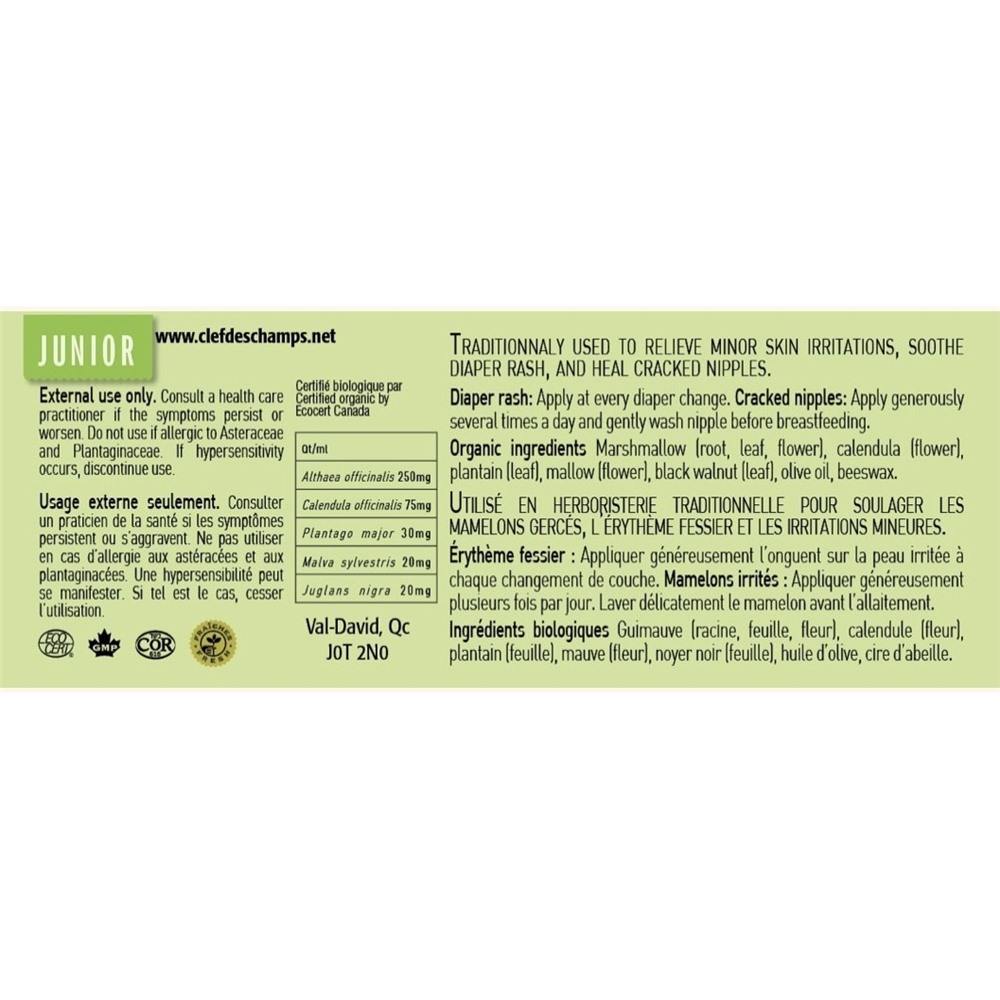 JUNIOR
www.clefdeschamps.net
External use only. Consult a health care
practitioner if the symptoms persist or
worsen. Do not use if allergic to Asteraceae
and Plantaginaceae. If hypersensitivity
occurs, discontinue use.
Usage externe seulement. Consulter
un praticien de la santé si les symptômes
persistent ou s'aggravent. Ne pas utiliser
en cas d'allergie aux astéracées et aux
plantaginacées. Une hypersensibilité peut
se manifester. Si tel est le cas, cesser
l'utilisation.
ECO
CERT
GMP
COR
FRAÎCHES
FRESH
Certifié biologique par
Certified organic by
Ecocert Canada
Qt/ml
Althaea officinalis 250mg
Calendula officinalis 75mg
Plantago major 30mg
Malva sylvestris 20mg
Juglans nigra 20mg
Val-David, Qc
J0T 2N0
TRADITIONNALY USED TO RELIEVE MINOR SKIN IRRITATIONS, SOOTHE
DIAPER RASH, AND HEAL CRACKED NIPPLES.
Diaper rash: Apply at every diaper change. Cracked nipples: Apply generously
several times a day and gently wash nipple before breastfeeding.
Organic ingredients Marshmallow (root, leaf, flower), calendula (flower),
plantain (leaf), mallow (flower), black walnut (leaf), olive oil, beeswax.
UTILISÉ EN HERBORISTERIE TRADITIONNELLE POUR SOULAGER LES
MAMELONS GERCÉS, L'ÉRYTHÈME FESSIER ET LES IRRITATIONS MINEURES.
Érythème fessier : Appliquer généreusement l'onguent sur la peau irritée à
chaque changement de couche. Mamelons irrités : Appliquer généreusement
plusieurs fois par jour. Laver délicatement le mamelon avant l'allaitement.
Ingrédients biologiques Guimauve (racine, feuille, fleur), calendule (fleur),
plantain (feuille), mauve (fleur), noyer noir (feuille), huile d'olive, cire d'abeille.